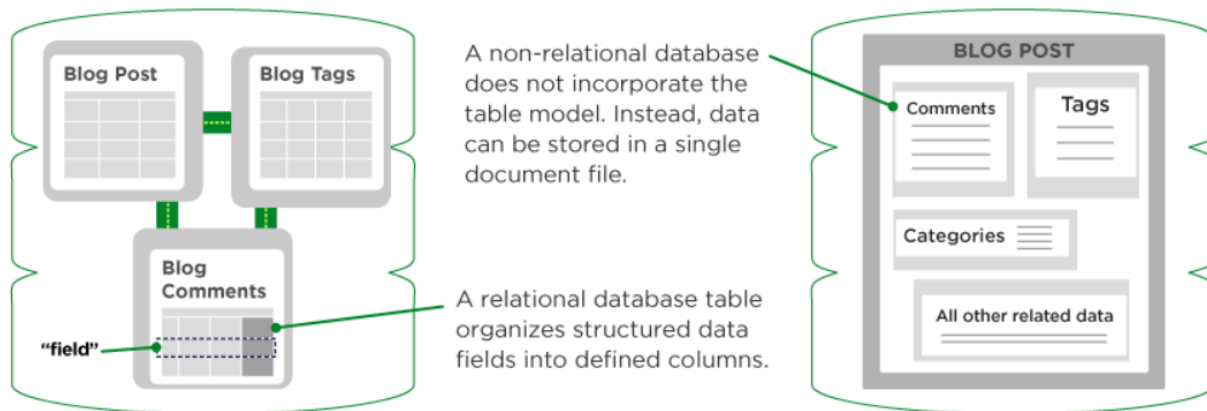 Blog Post
Blog Tags
Blog
Comments
“field”
A non-relational database
does not incorporate the
table model. Instead, data
can be stored in a single
document file.
A relational database table
organizes structured data
fields into defined columns.
BLOG POST
Comments
Tags
Categories
All other related data